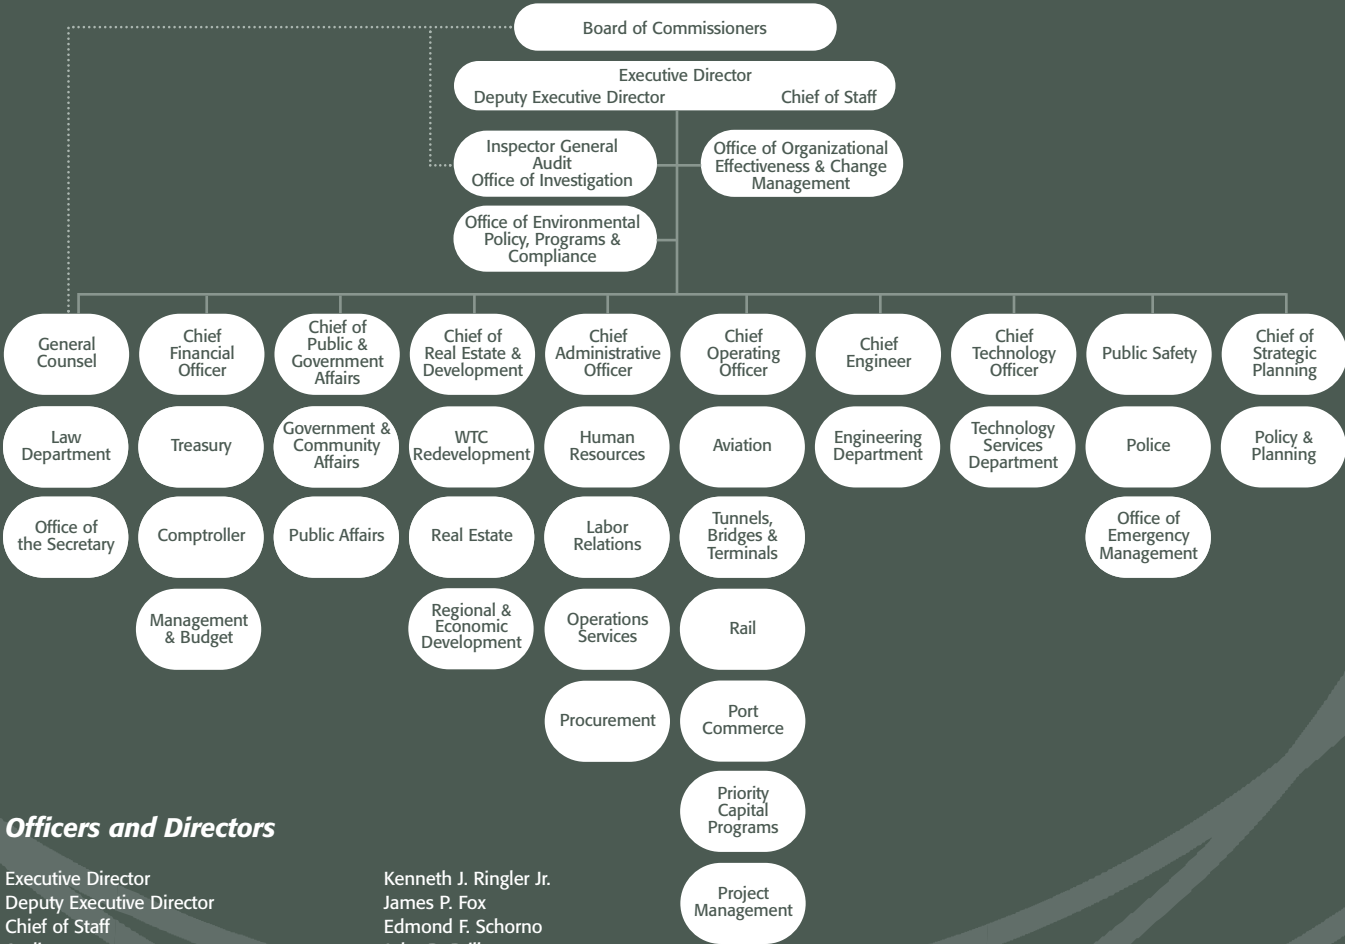 Board of Commissioners
Executive Director
Deputy Executive Director Chief of Staff
Inspector General
Audit
Office of Investigation
Office of Organizational
Effectiveness & Change
Management
Office of Environmental
Policy, Programs &
Compliance
General
Counsel
Chief
Financial
Officer
Chief of
Public &
Government
Affairs
Chief of
Real Estate &
Development
Chief
Administrative
Officer
Chief
Operating
Officer
Chief
Engineer
Chief
Technology
Officer
Public Safety
Chief of
Strategic
Planning
Law
Department
Treasury
Government &
Community
Affairs
WTC
Redevelopment
Human
Resources
Aviation
Engineering
Department
Technology
Services
Department
Police
Policy &
Planning
Office of
the Secretary
Comptroller
Public Affairs
Real Estate
Labor
Relations
Tunnels,
Bridges &
Terminals
Office of
Emergency
Management
Management
& Budget
Regional &
Economic
Development
Operations
Services
Rail
Procurement
Port
Commerce
Priority
Capital
Programs
Project
Management
Officers and Directors
Executive Director Kenneth J. Ringler Jr.
Deputy Executive Director James P. Fox
Chief of Staff Edmond F. Schorno